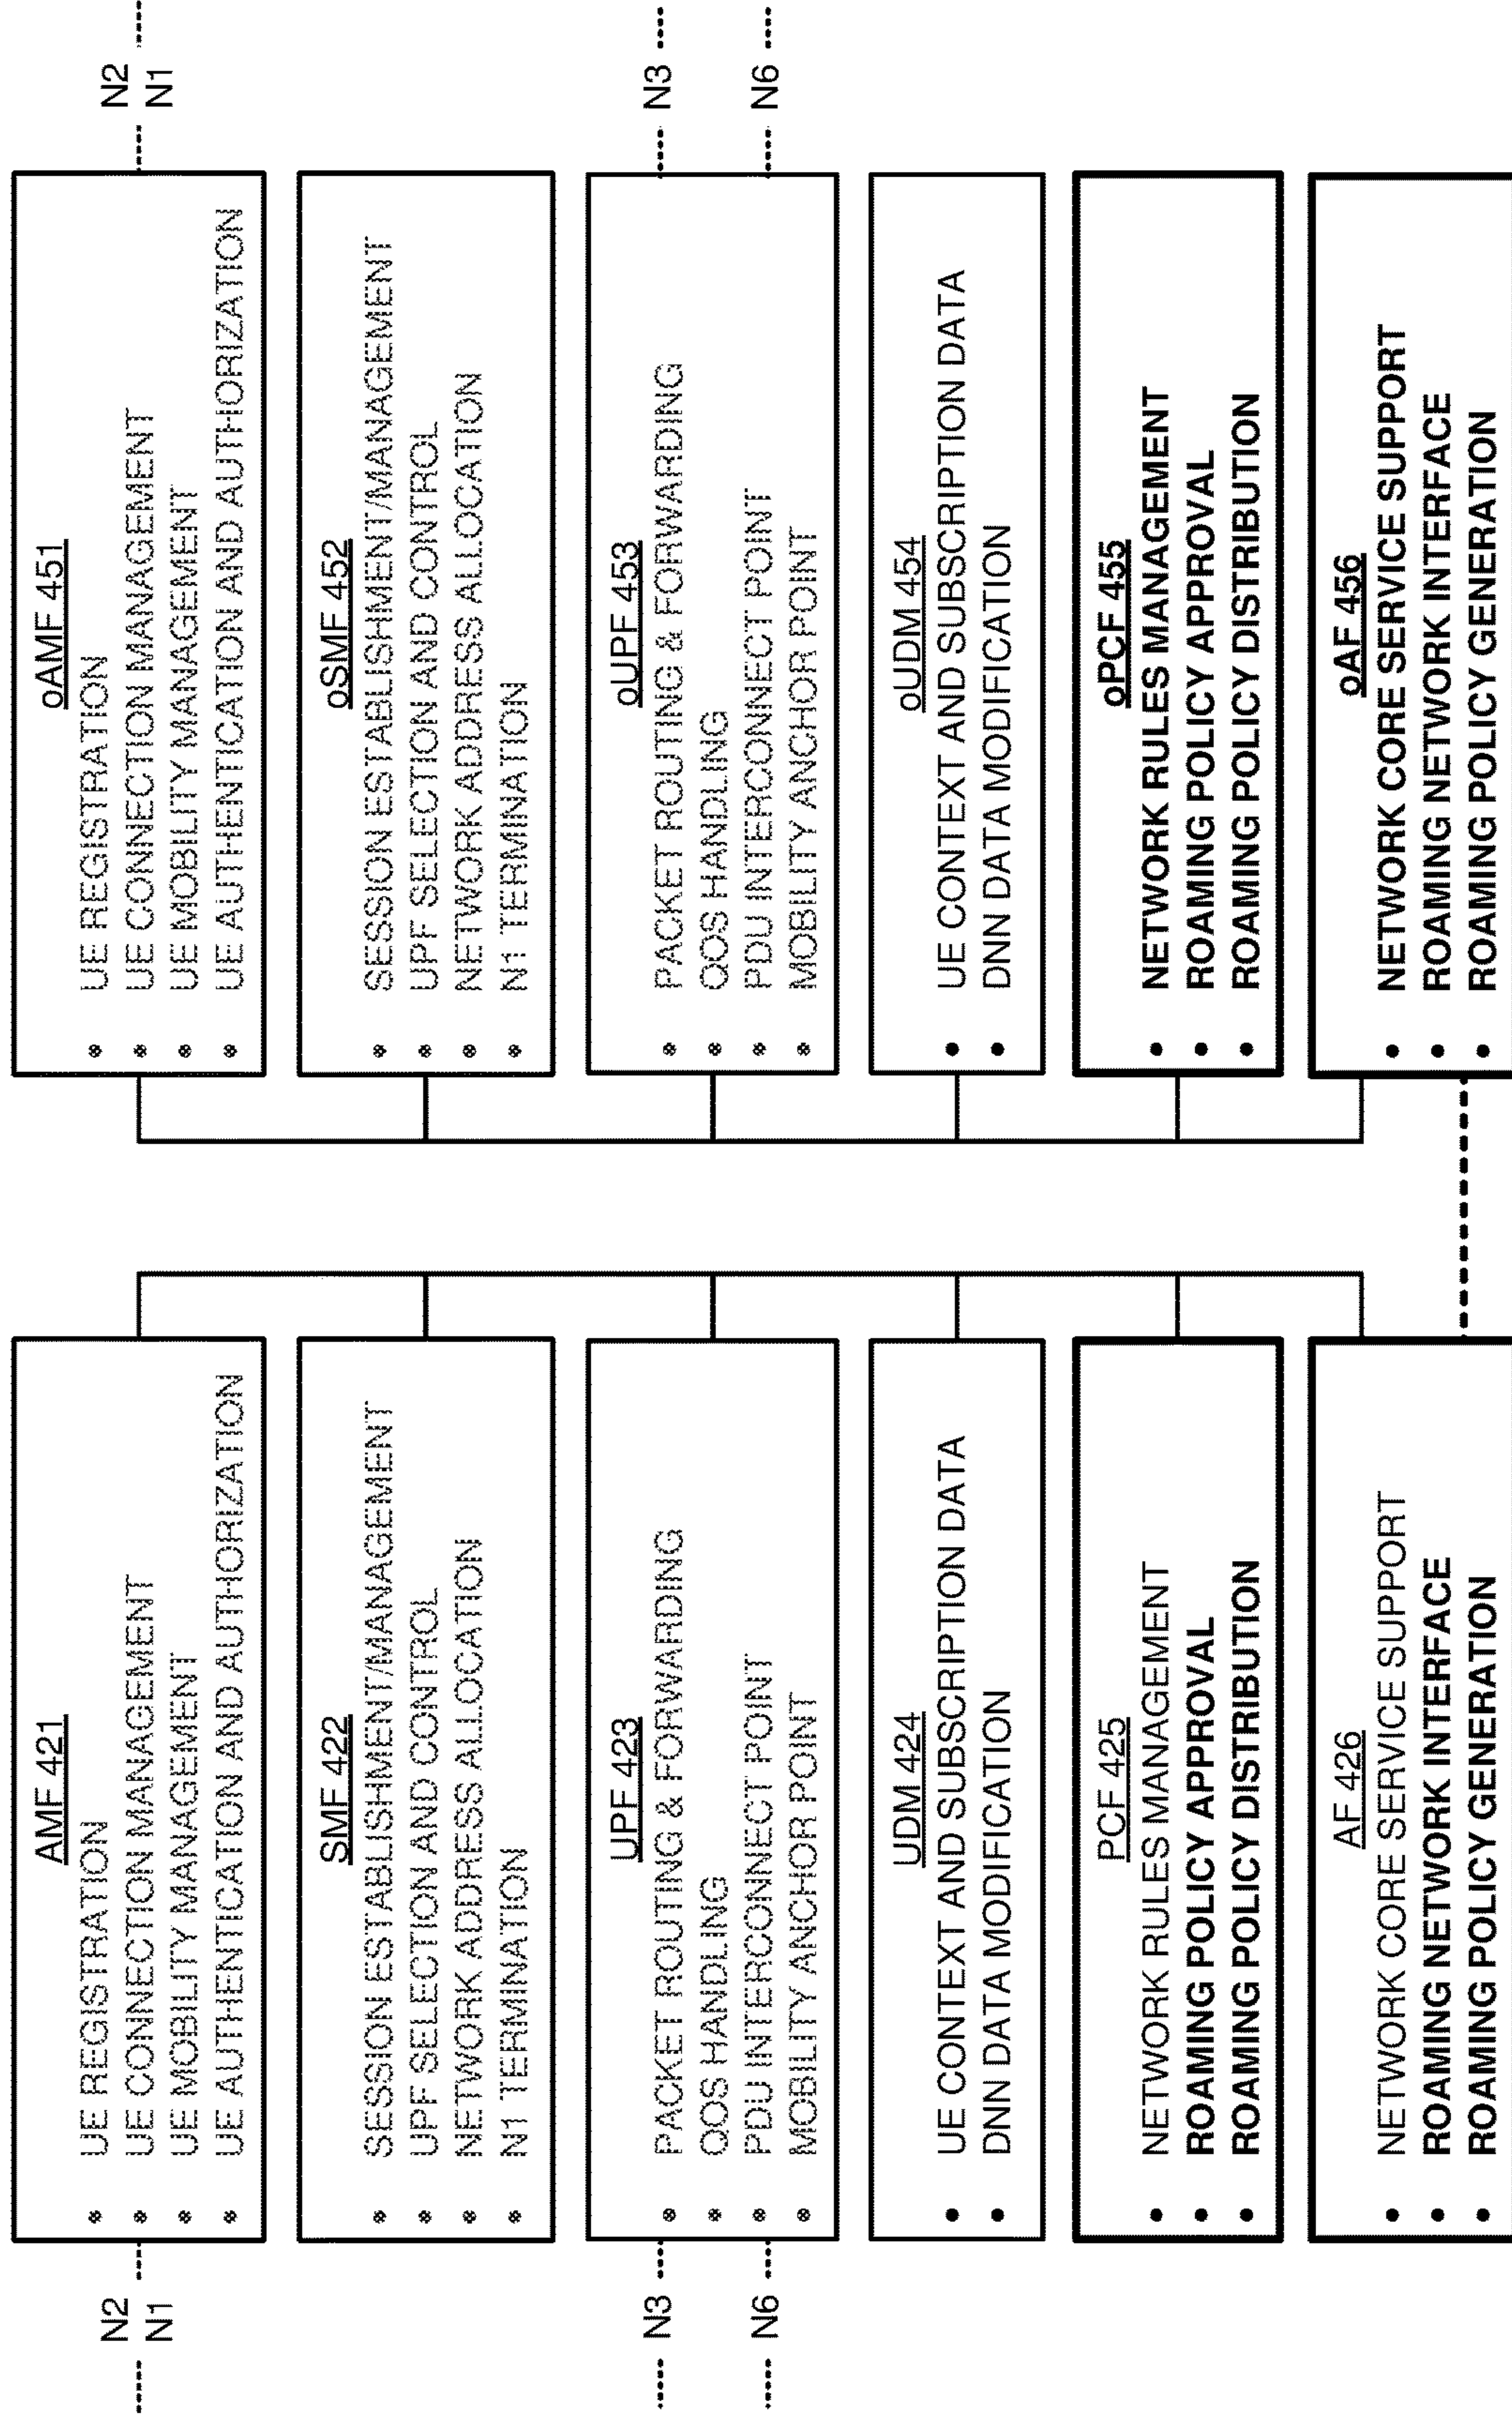 N2
N1
AMF 421
• UE REGISTRATION
• UE CONNECTION MANAGEMENT
• UE MOBILITY MANAGEMENT
• UE AUTHENTICATION AND AUTHORIZATION
SMF 422
• SESSION ESTABLISHMENT/MANAGEMENT
• UPF SELECTION AND CONTROL
• NETWORK ADDRESS ALLOCATION
• N1 TERMINATION
N3
N6
UPF 423
• PACKET ROUTING & FORWARDING
• QOS HANDLING
• PDU INTERCONNECT POINT
• MOBILITY ANCHOR POINT
UDM 424
• UE CONTEXT AND SUBSCRIPTION DATA
• DNN DATA MODIFICATION
PCF 425
• NETWORK RULES MANAGEMENT
• ROAMING POLICY APPROVAL
• ROAMING POLICY DISTRIBUTION
AF 426
• NETWORK CORE SERVICE SUPPORT
• ROAMING NETWORK INTERFACE
• ROAMING POLICY GENERATION
oAMF 451
• UE REGISTRATION
• UE CONNECTION MANAGEMENT
• UE MOBILITY MANAGEMENT
• UE AUTHENTICATION AND AUTHORIZATION
N2
N1
oSMF 452
• SESSION ESTABLISHMENT/MANAGEMENT
• UPF SELECTION AND CONTROL
• NETWORK ADDRESS ALLOCATION
• N1 TERMINATION
oUPF 453
• PACKET ROUTING & FORWARDING
• QOS HANDLING
• PDU INTERCONNECT POINT
• MOBILITY ANCHOR POINT
N3
N6
oUDM 454
• UE CONTEXT AND SUBSCRIPTION DATA
• DNN DATA MODIFICATION
oPCF 455
• NETWORK RULES MANAGEMENT
• ROAMING POLICY APPROVAL
• ROAMING POLICY DISTRIBUTION
oAF 456
• NETWORK CORE SERVICE SUPPORT
• ROAMING NETWORK INTERFACE
• ROAMING POLICY GENERATION